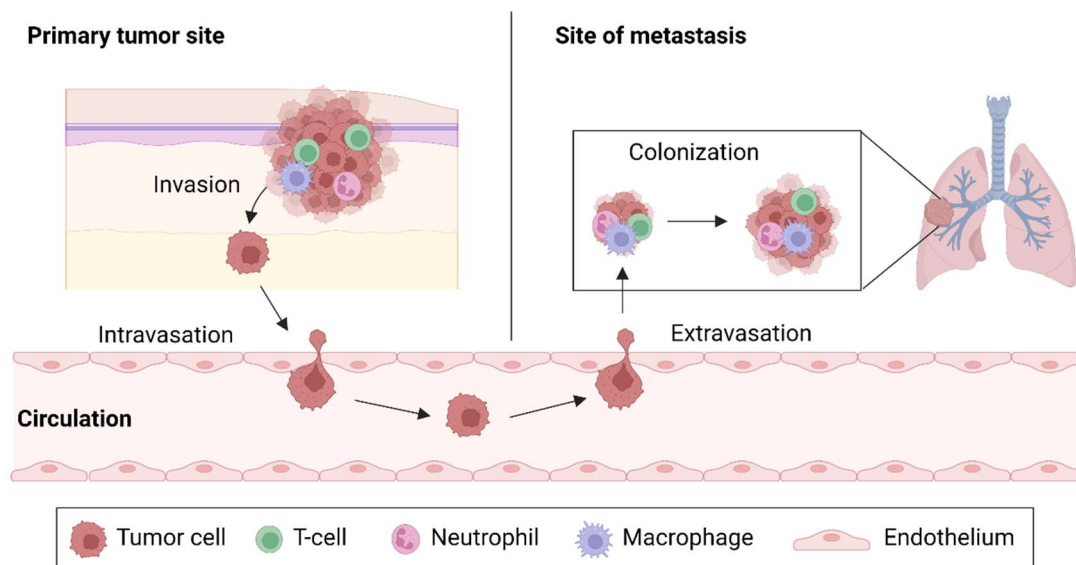 Primary tumor site
Site of metastasis
Invasion
Colonization
Intravasation
Extravasation
Circulation
Tumor cell
T-cell
Neutrophil
Macrophage
Endothelium